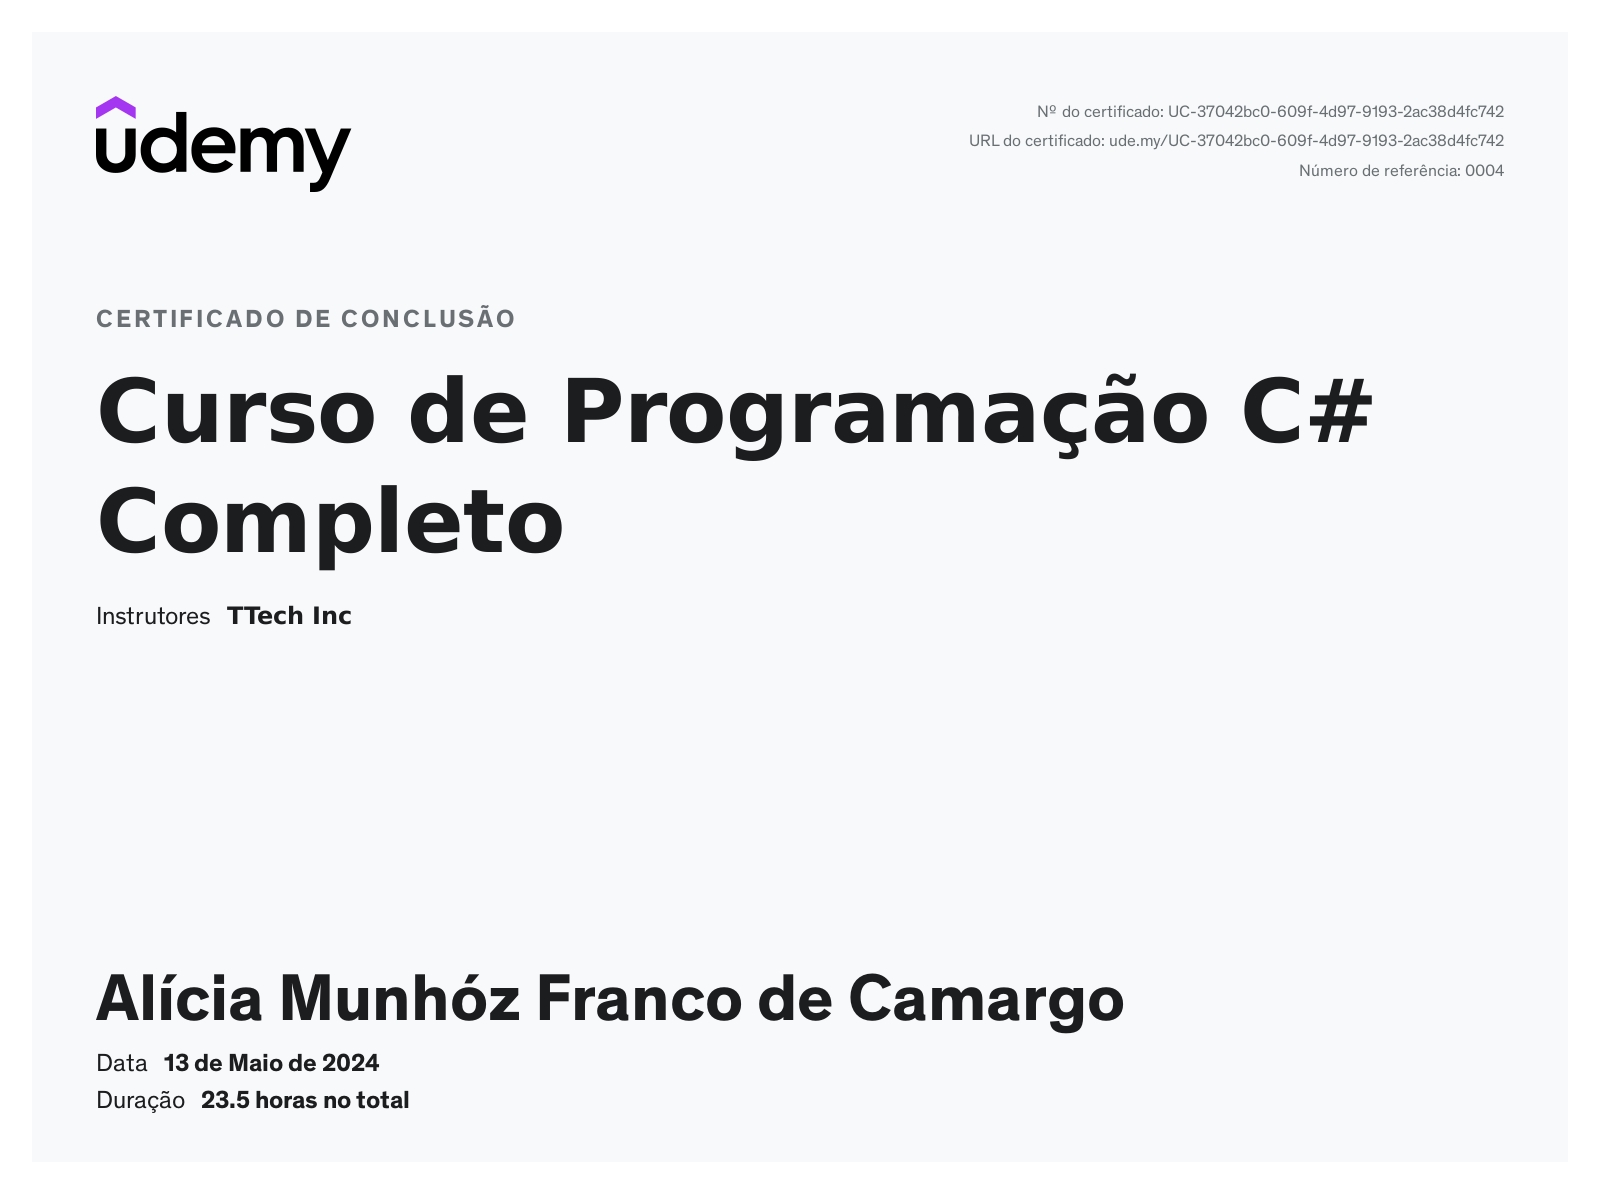 udemy
Nº do certificado: UC-37042bc0-609f-4d97-9193-2ac38d4fc742
URL do certificado: ude.my/UC-37042bc0-609f-4d97-9193-2ac38d4fc742
Número de referência: 0004
CERTIFICADO DE CONCLUSÃO
Curso de Programação C#
Completo
Instrutores TTech Inc
Alícia Munhóz Franco de Camargo
Data 13 de Maio de 2024
Duração 23.5 horas no total